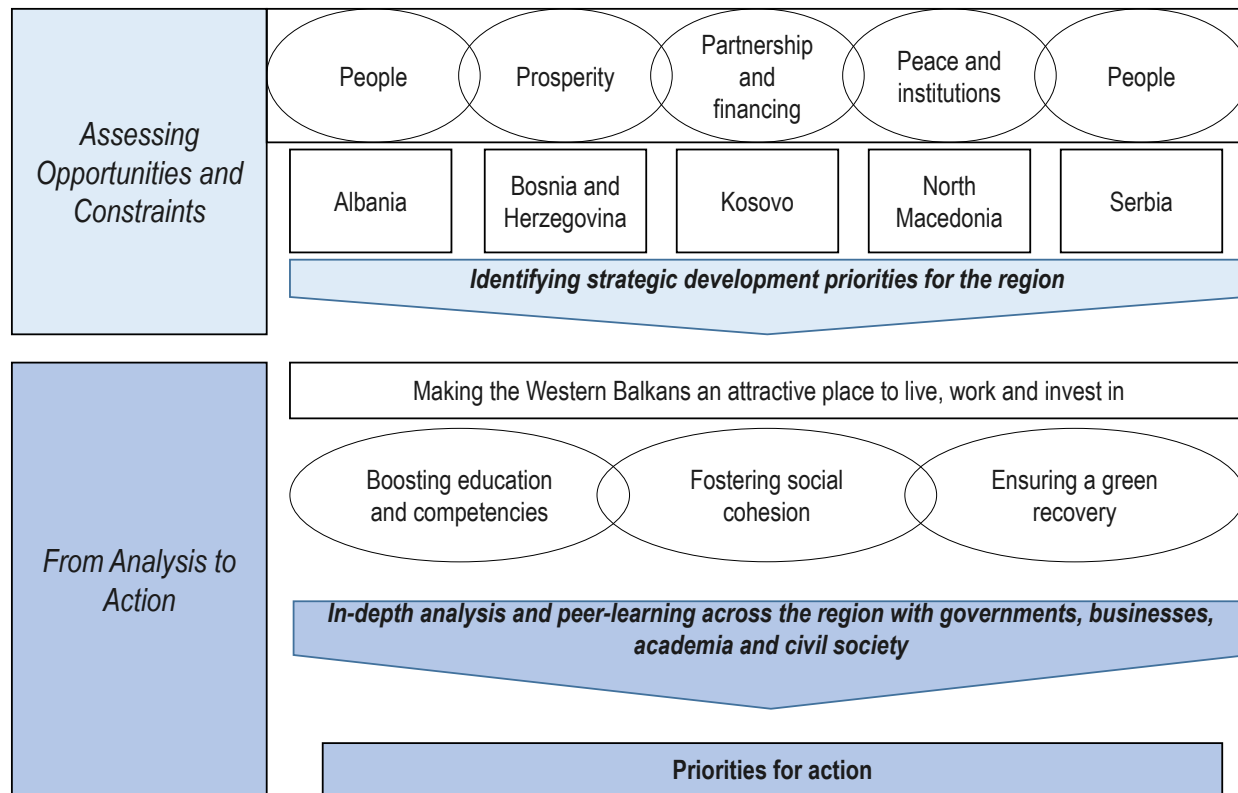 Assessing
Opportunities and
Constraints
People
Prosperity
Partnership
and
financing
Peace and
institutions
People
Albania
Bosnia and
Herzegovina
Kosovo
North
Macedonia
Serbia
Identifying strategic development priorities for the region
From Analysis to
Action
Making the Western Balkans an attractive place to live, work and invest in
Boosting education
and competencies
Fostering social
cohesion
Ensuring a green
recovery
In-depth analysis and peer-learning across the region with governments, businesses,
academia and civil society
Priorities for action